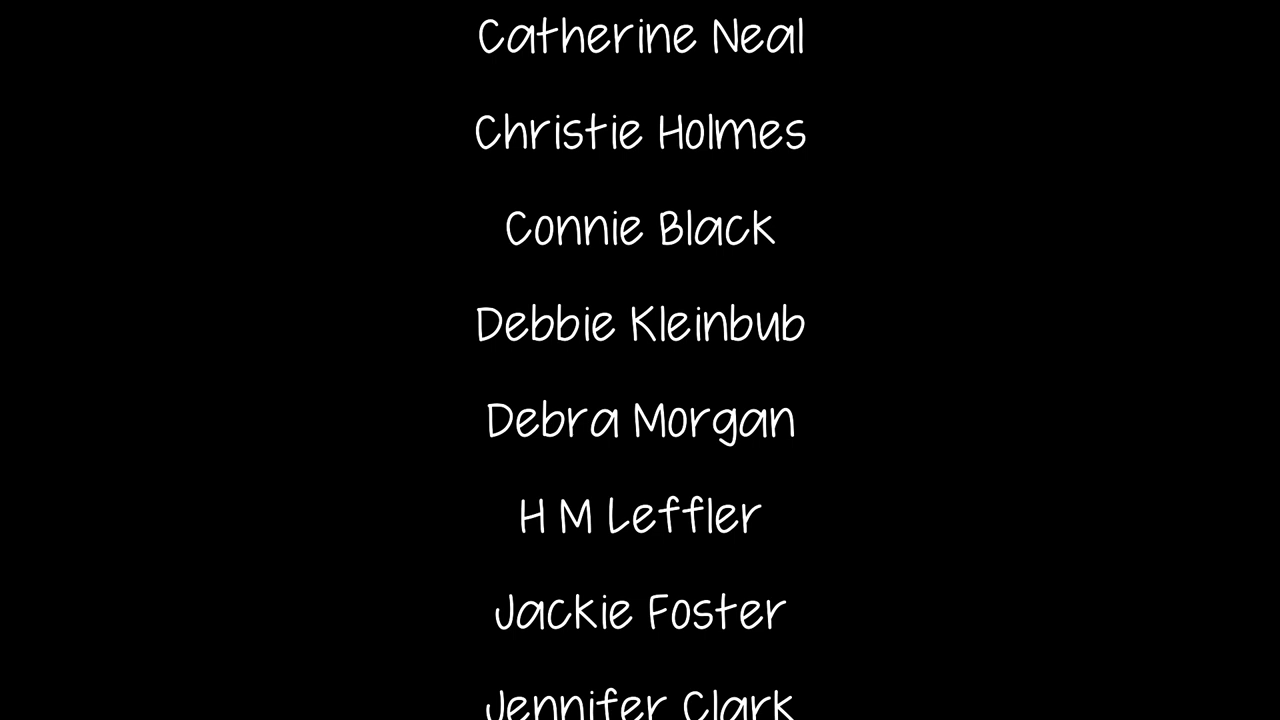 Catherine Neal
Christie Holmes
Connie Black
Debbie Kleinbub
Debra Morgan
H M Leffler
Jackie Foster
Jennifer Clark